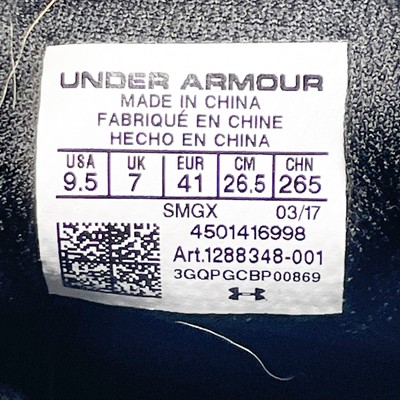 UNDER ARMOUR
MADE IN CHINA
FABRIQUÉ EN CHINE
HECHO EN CHINA
USA UK EUR CM CHN
9.5 7 41 26.5 265
SMGX 03/17
4501416998
Art.1288348-001
3GQPGCBP00869